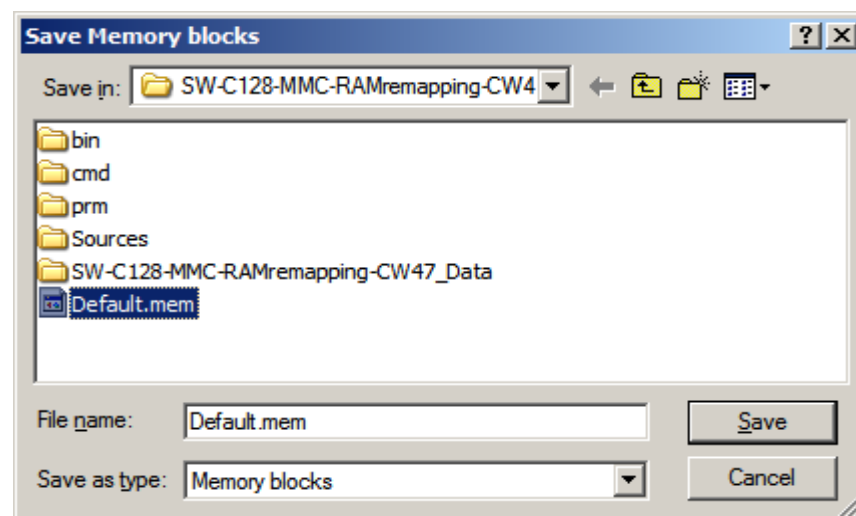 Save Memory blocks
Save in: SW-C128-MMC-RAMremapping-CW4
bin
cmd
prm
Sources
SW-C128-MMC-RAMremapping-CW47_Data
Default.mem
File name: Default.mem Save
Save as type: Memory blocks Cancel